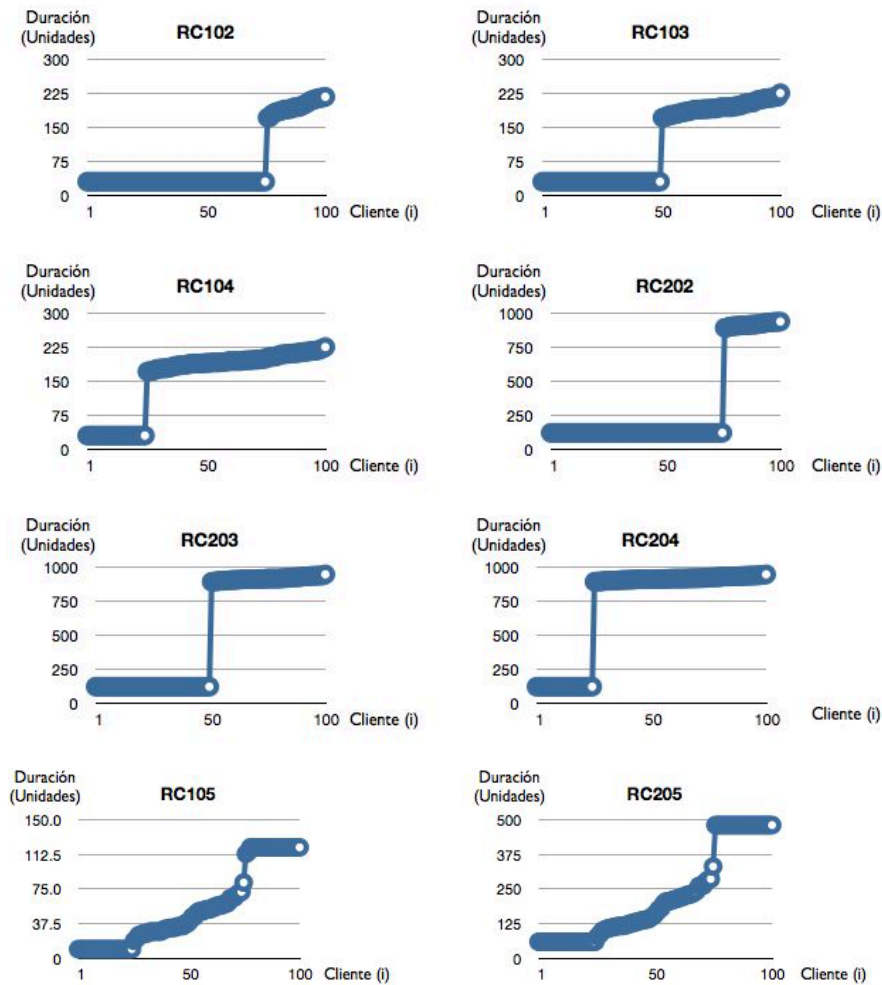 Duración
(Unidades)
RC102
300
225
150
75
0
1
50
100
Cliente (i)
Duración
(Unidades)
RC103
300
225
150
75
0
1
50
100
Cliente (i)
Duración
(Unidades)
RC104
300
225
150
75
0
1
50
100
Cliente (i)
Duración
(Unidades)
RC202
1000
750
500
250
0
1
50
100
Cliente (i)
Duración
(Unidades)
RC203
1000
750
500
250
0
1
50
100
Cliente (i)
Duración
(Unidades)
RC204
1000
750
500
250
0
1
50
100
Cliente (i)
Duración
(Unidades)
RC105
150.0
112.5
75.0
37.5
0
1
50
100
Cliente (i)
Duración
(Unidades)
RC205
500
375
250
125
0
1
50
100
Cliente (i)